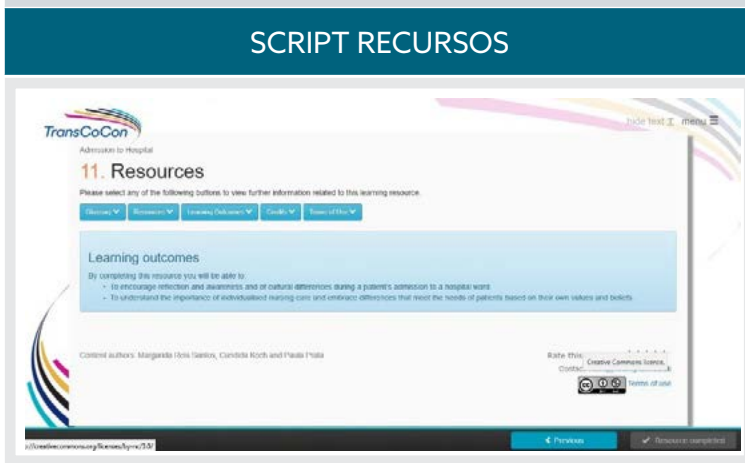 SCRIPT RECURSOS
TransCoCon
hide text menu
Admission to Hospital
11. Resources
Please select any of the following buttons to view further information related to this learning resource.
Glossary Resources Learning Outcomes Credits Terms of Use
Learning outcomes
By completing this resource you will be able to:
To encourage reflection and awareness and of cultural differences during a patient's admission to a hospital ward
To understand the importance of individualised nursing care and embrace differences that meet the needs of patients based on their own values and beliefs.
Content authors: Margarida Reis Santos, Candida Koch and Paula Prata
Rate this
Creative Commons licence.
Contact
Terms of use
Previous
Resource completed